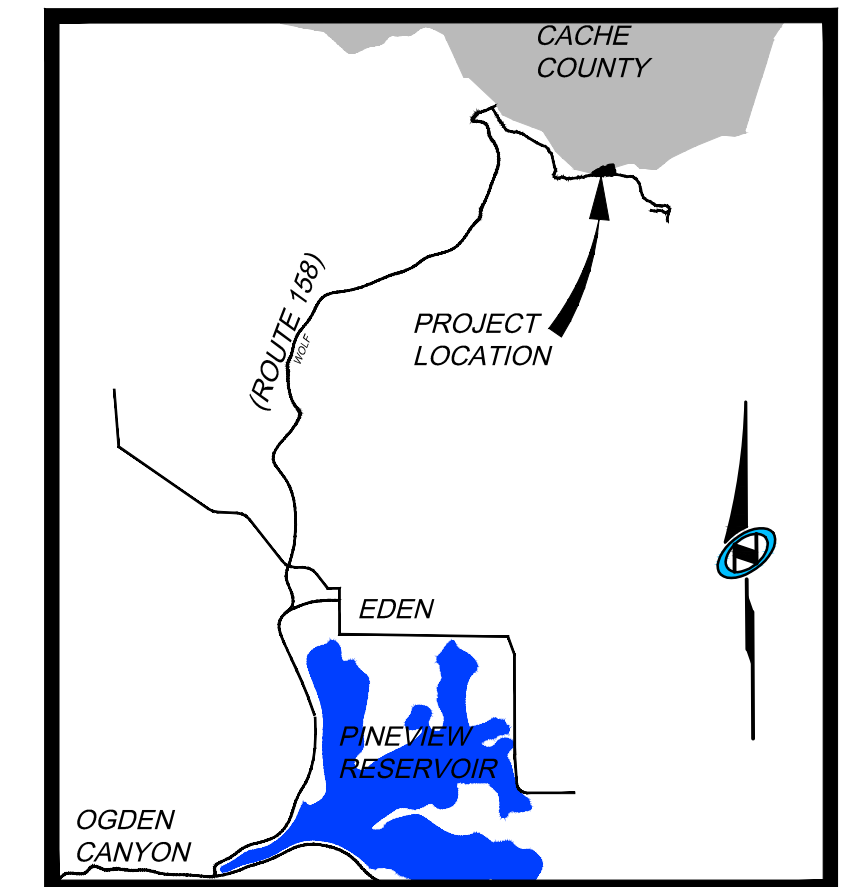 CACHE
COUNTY
(ROUTE 158)
WOLF
PROJECT
LOCATION
N
EDEN
PINEVIEW
RESERVOIR
OGDEN
CANYON